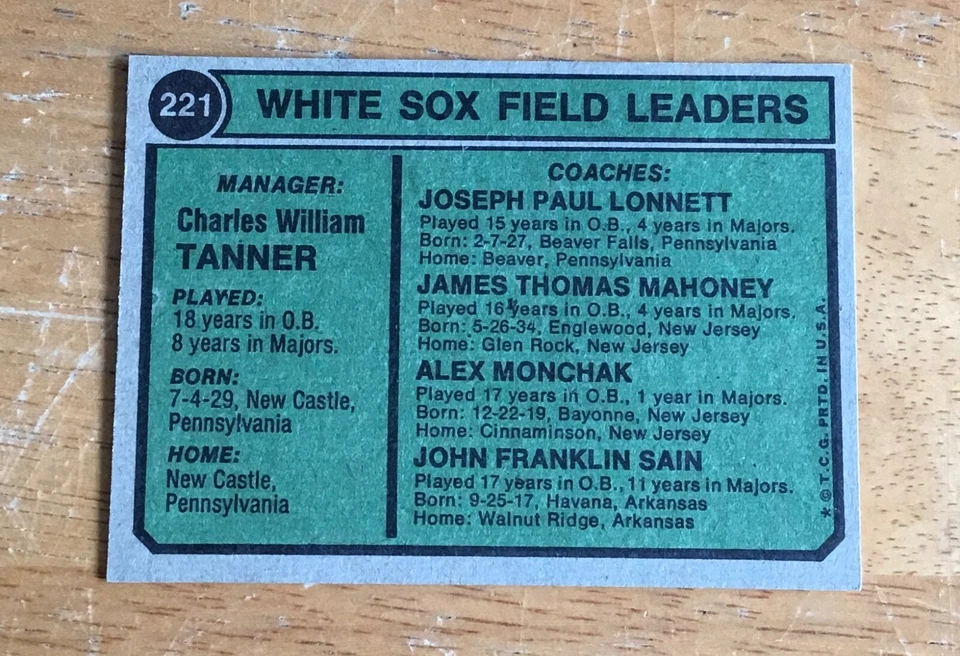 221
WHITE SOX FIELD LEADERS
MANAGER:
Charles William
TANNER
PLAYED:
18 years in O.B.
8 years in Majors.
BORN:
7-4-29, New Castle,
Pennsylvania
HOME:
New Castle,
Pennsylvania
COACHES:
JOSEPH PAUL LONNETT
Played 15 years in O.B., 4 years in Majors.
Born: 2-7-27, Beaver Falls, Pennsylvania
Home: Beaver, Pennsylvania
JAMES THOMAS MAHONEY
Played 16 years in O.B., 4 years in Majors.
Born: 5-26-34, Englewood, New Jersey
Home: Glen Rock, New Jersey
ALEX MONCHAK
Played 17 years in O.B., 1 year in Majors.
Born: 12-22-19, Bayonne, New Jersey
Home: Cinnaminson, New Jersey
JOHN FRANKLIN SAIN
Played 17 years in O.B., 11 years in Majors.
Born: 9-25-17, Havana, Arkansas
Home: Walnut Ridge, Arkansas
* © T.C.G. PRTD. IN U.S.A.